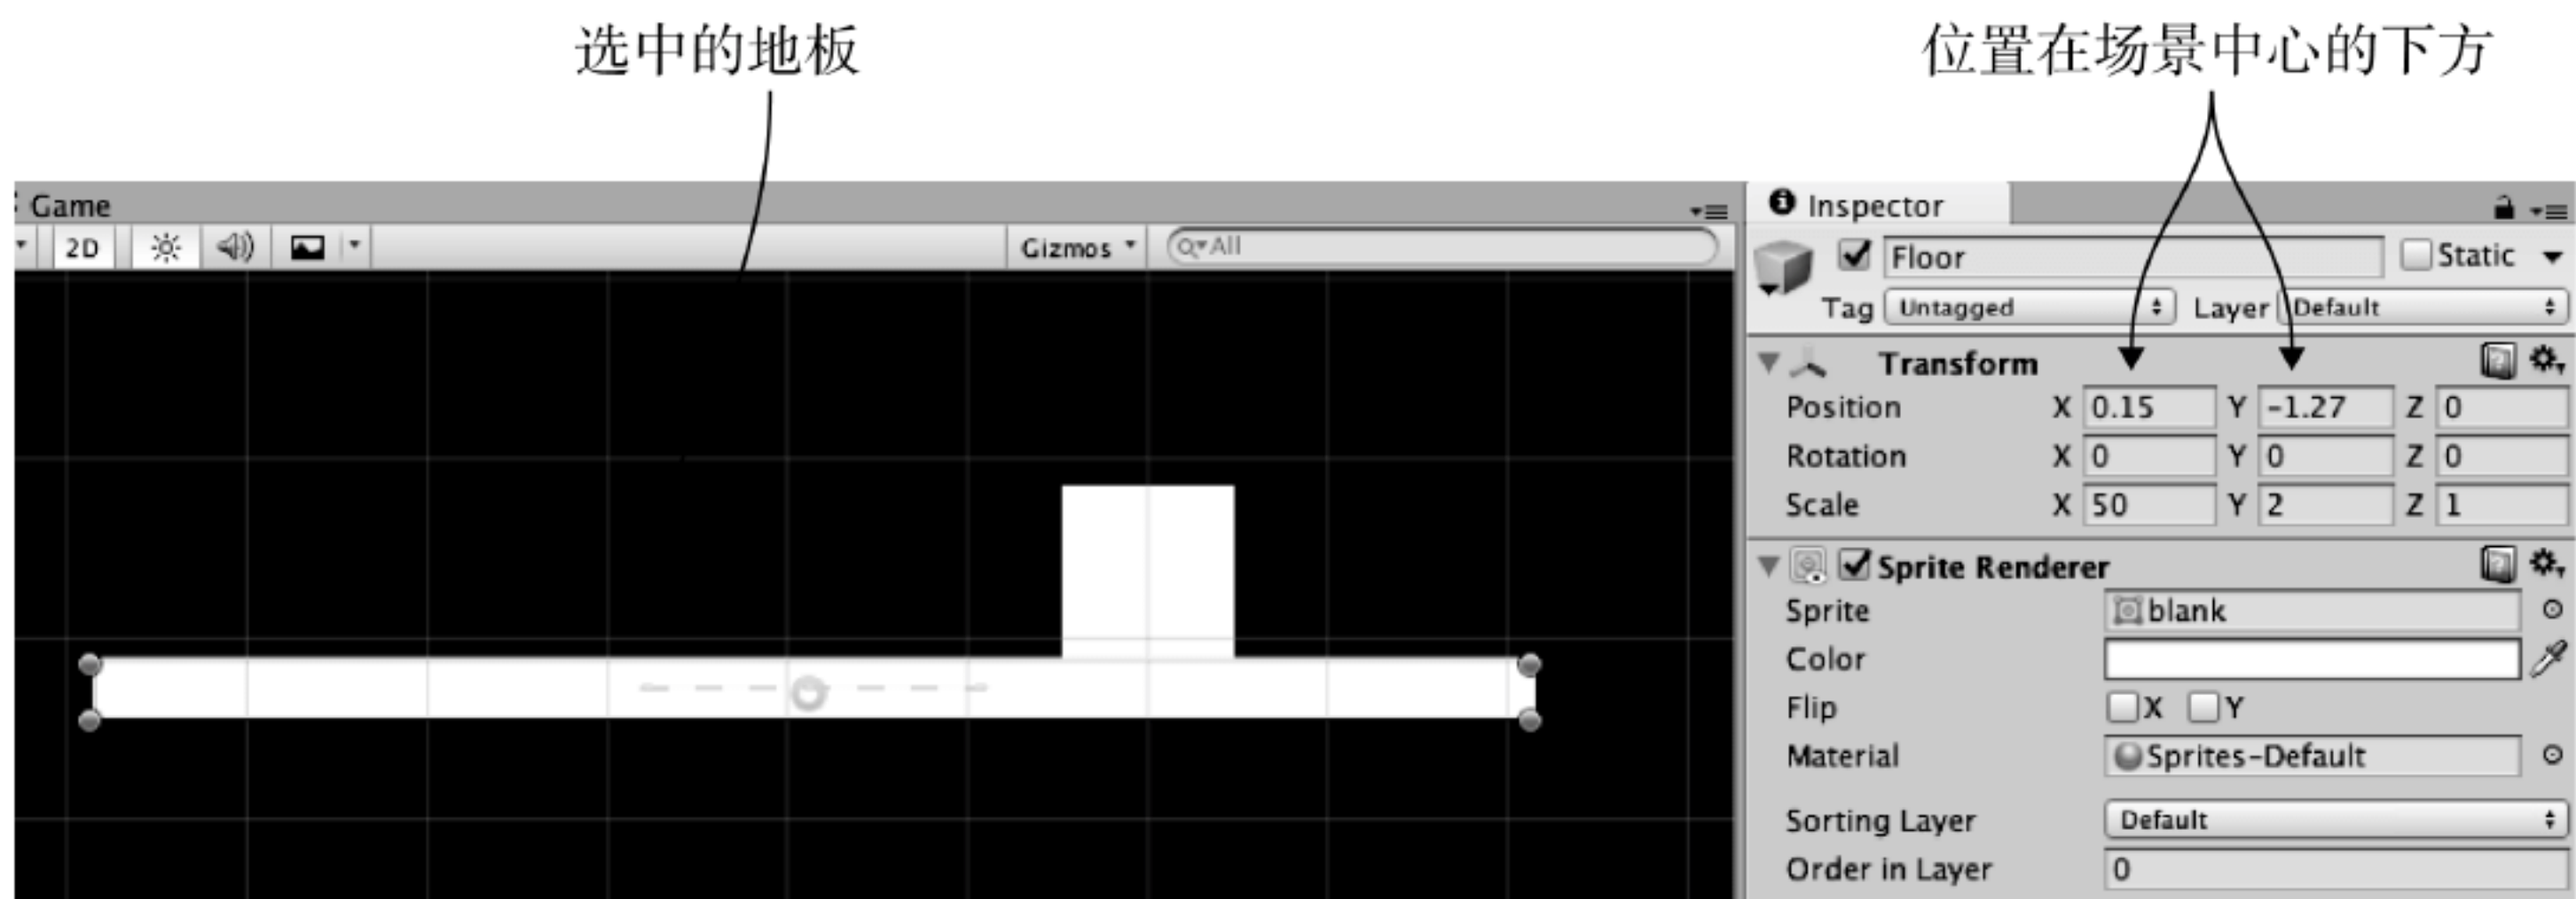 选中的地板
位置在场景中心的下方
Game
2D
Gizmos
All
Inspector
Floor
Static
Tag Untagged Layer Default
Transform
Position X 0.15 Y -1.27 Z 0
Rotation X 0 Y 0 Z 0
Scale X 50 Y 2 Z 1
Sprite Renderer
Sprite blank
Color
Flip X Y
Material Sprites-Default
Sorting Layer Default
Order in Layer 0